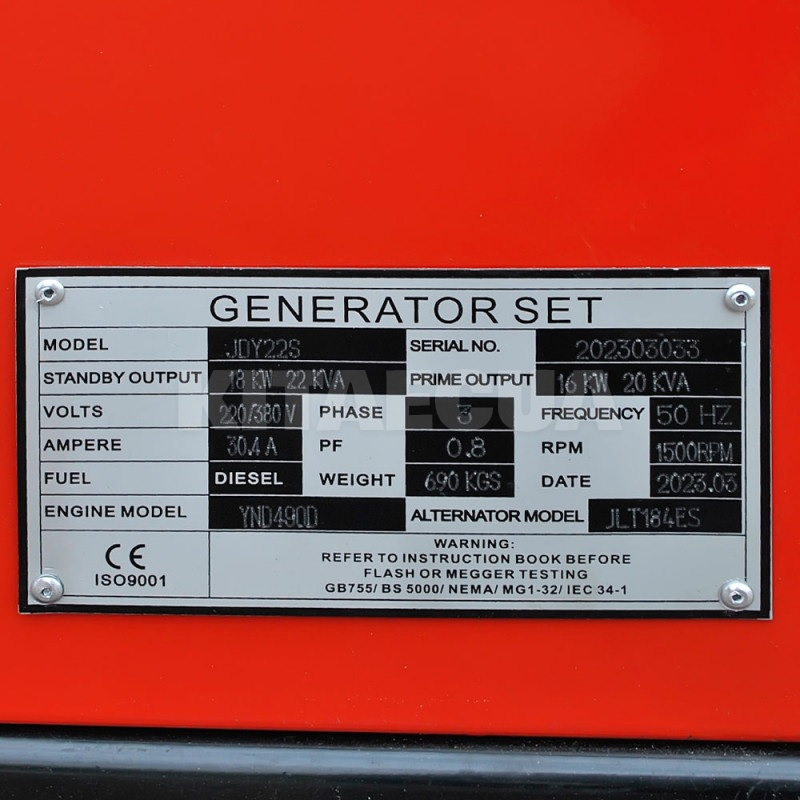 GENERATOR SET
MODEL JDY22S SERIAL NO. 202303033
STANDBY OUTPUT 18 KW 22 KVA PRIME OUTPUT 16 KW 20 KVA
VOLTS 220/380 V PHASE 3 FREQUENCY 50 HZ
AMPERE 30.4 A PF 0.8 RPM 1500RPM
FUEL DIESEL WEIGHT 690 KGS DATE 2023.03
ENGINE MODEL YND490D ALTERNATOR MODEL JLT184ES
CE
ISO9001
WARNING:
REFER TO INSTRUCTION BOOK BEFORE
FLASH OR MEGGER TESTING
GB755/ BS 5000/ NEMA/ MG1-32/ IEC 34-1
KITAEC.UA